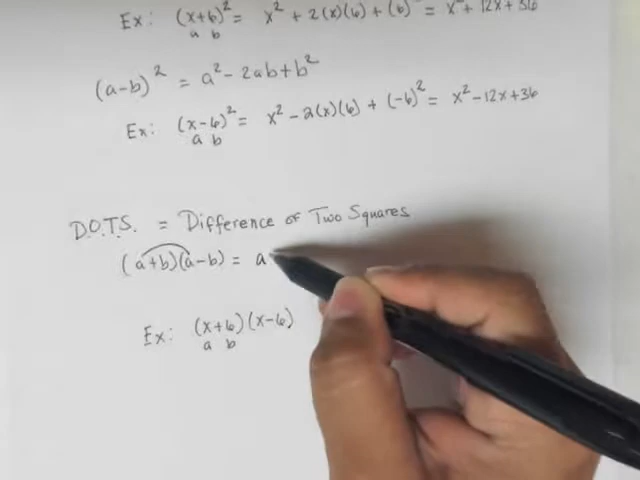 Ex: (x+6)² = x² + 2(x)(6) + (6)² = x² + 12x + 36
a b
(a-b)² = a² - 2ab + b²
Ex: (x-6)² = x² - 2(x)(6) + (-6)² = x² - 12x + 36
a b
D.O.T.S. = Difference of Two Squares
(a+b)(a-b) = a
Ex: (x+6)(x-6)
a b